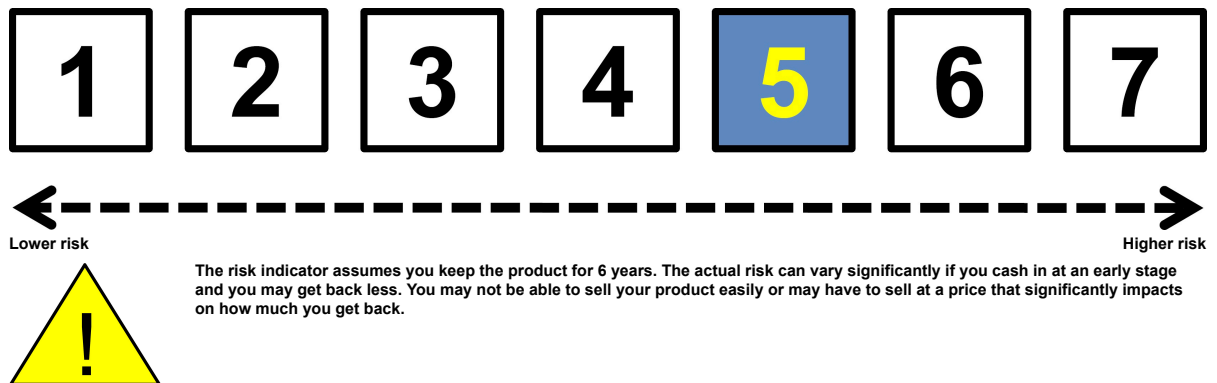 1 2 3 4 5 6 7
Lower risk Higher risk
The risk indicator assumes you keep the product for 6 years. The actual risk can vary significantly if you cash in at an early stage
and you may get back less. You may not be able to sell your product easily or may have to sell at a price that significantly impacts
on how much you get back.
!